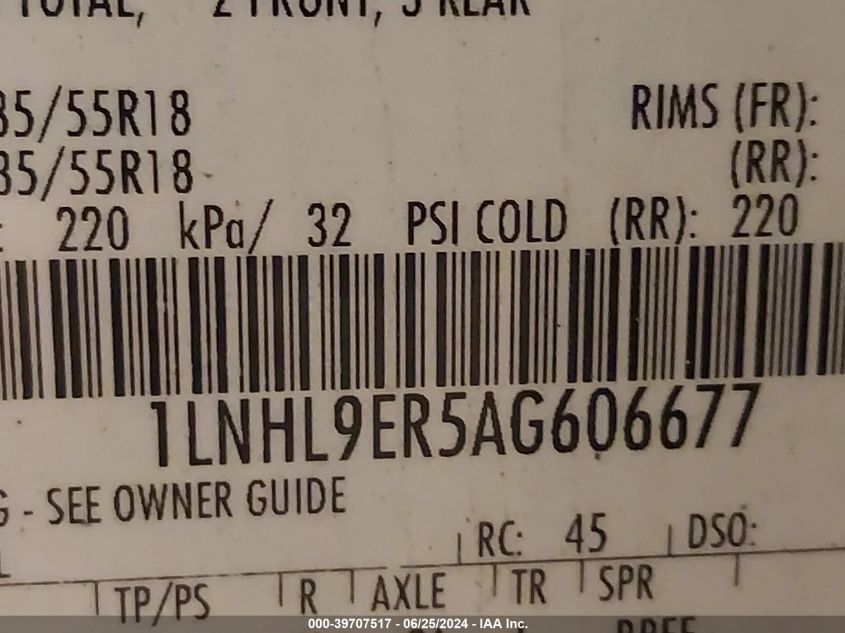 TOTAL, 2 FRONT, 3 REAR
35/55R18 RIMS (FR):
35/55R18 (RR):
: 220 kPa/ 32 PSI COLD (RR): 220
1LNHL9ER5AG606677
G - SEE OWNER GUIDE
RC: 45 DSO:
TP/PS R AXLE TR SPR
000-39707517 - 06/25/2024 - IAA Inc.